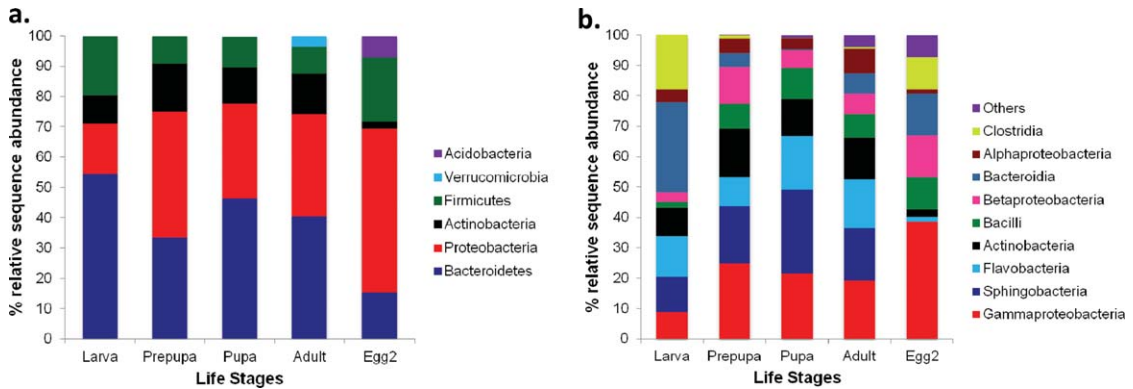 a.
% relative sequence abundance
100
90
80
70
60
50
40
30
20
10
0
Larva Prepupa Pupa Adult Egg2
Life Stages
Acidobacteria
Verrucomicrobia
Firmicutes
Actinobacteria
Proteobacteria
Bacteroidetes
b.
% relative sequence abundance
100
90
80
70
60
50
40
30
20
10
0
Larva Prepupa Pupa Adult Egg2
Life Stages
Others
Clostridia
Alphaproteobacteria
Bacteroidia
Betaproteobacteria
Bacilli
Actinobacteria
Flavobacteria
Sphingobacteria
Gammaproteobacteria